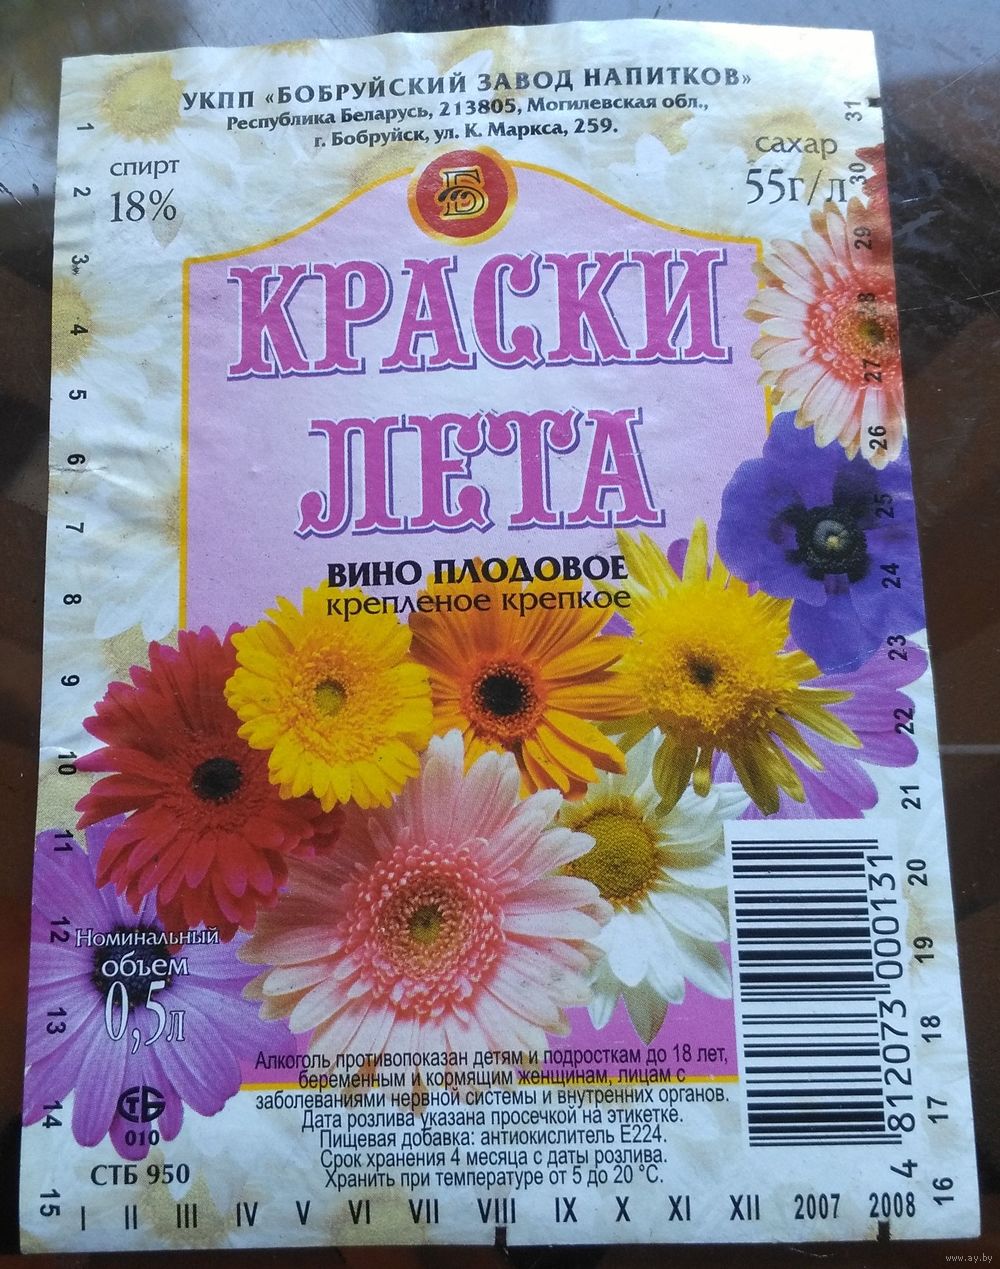 УКПП «БОБРУЙСКИЙ ЗАВОД НАПИТКОВ»
Республика Беларусь, 213805, Могилевская обл.,
г. Бобруйск, ул. К. Маркса, 259.
спирт
18%
сахар
55г/л
Б
КРАСКИ
ЛЕТА
ВИНО ПЛОДОВОЕ
крепленое крепкое
Номинальный
объем
0,5л
Алкоголь противопоказан детям и подросткам до 18 лет,
беременным и кормящим женщинам, лицам с
заболеваниями нервной системы и внутренних органов.
Дата розлива указана просечкой на этикетке.
Пищевая добавка: антиокислитель Е224.
Срок хранения 4 месяца с даты розлива.
Хранить при температуре от 5 до 20 °С.
СТБ
010
СТБ 950
4 812073 000131
1 2 3 4 5 6 7 8 9 10 11 12 13 14 15
I II III IV V VI VII VIII IX X XI XII 2007 2008
16 17 18 19 20 21 22 23 24 25 26 27 28 29 30 31
www.ay.by